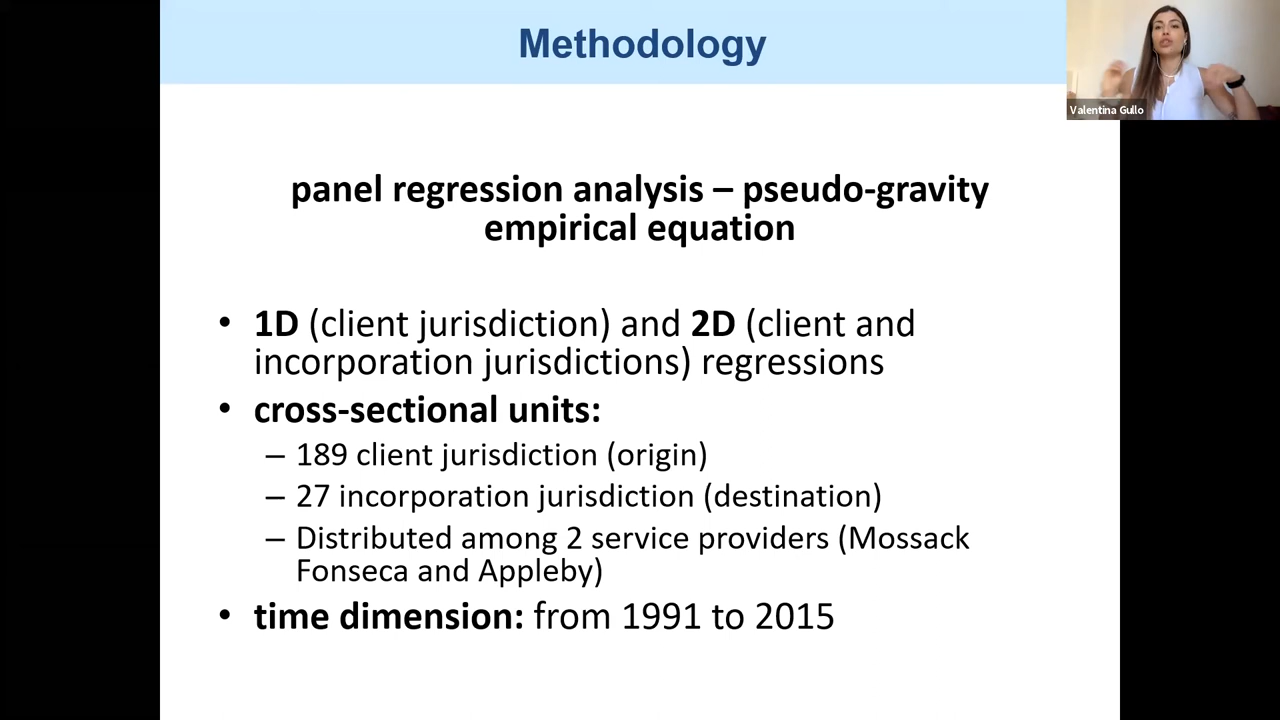 Methodology
Valentina Gullo
panel regression analysis – pseudo-gravity
empirical equation
• 1D (client jurisdiction) and 2D (client and
incorporation jurisdictions) regressions
• cross-sectional units:
– 189 client jurisdiction (origin)
– 27 incorporation jurisdiction (destination)
– Distributed among 2 service providers (Mossack
Fonseca and Appleby)
• time dimension: from 1991 to 2015